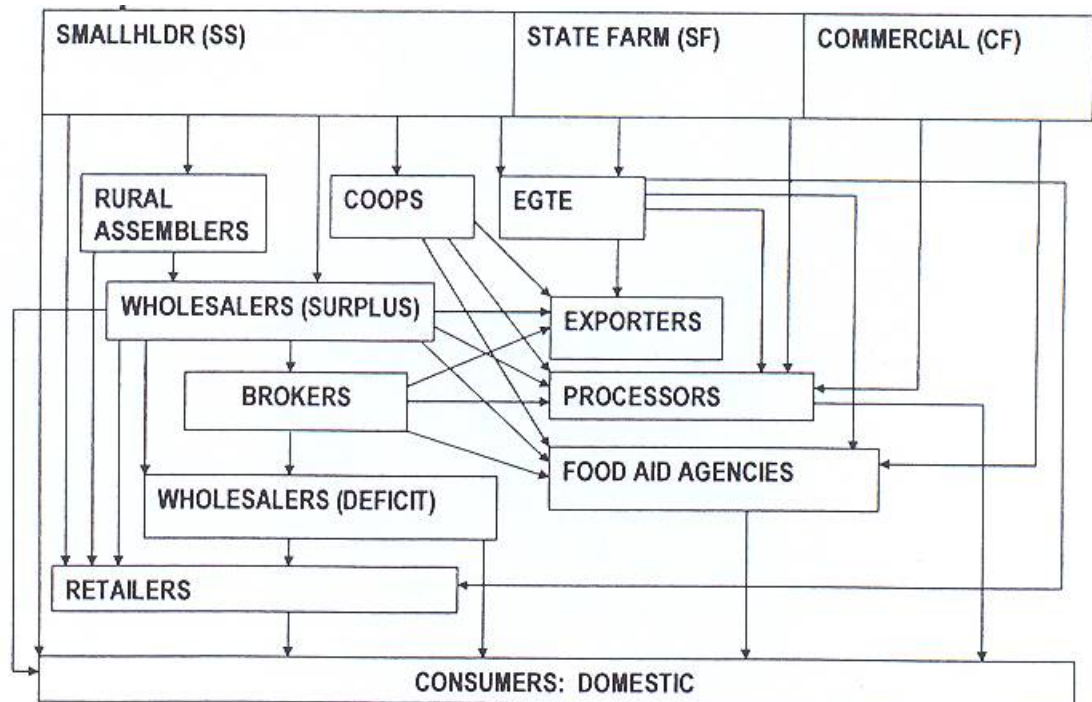 SMALLHLDR (SS)
STATE FARM (SF)
COMMERCIAL (CF)
RURAL
ASSEMBLERS
COOPS
EGTE
WHOLESALERS (SURPLUS)
EXPORTERS
BROKERS
PROCESSORS
FOOD AID AGENCIES
WHOLESALERS (DEFICIT)
RETAILERS
CONSUMERS: DOMESTIC